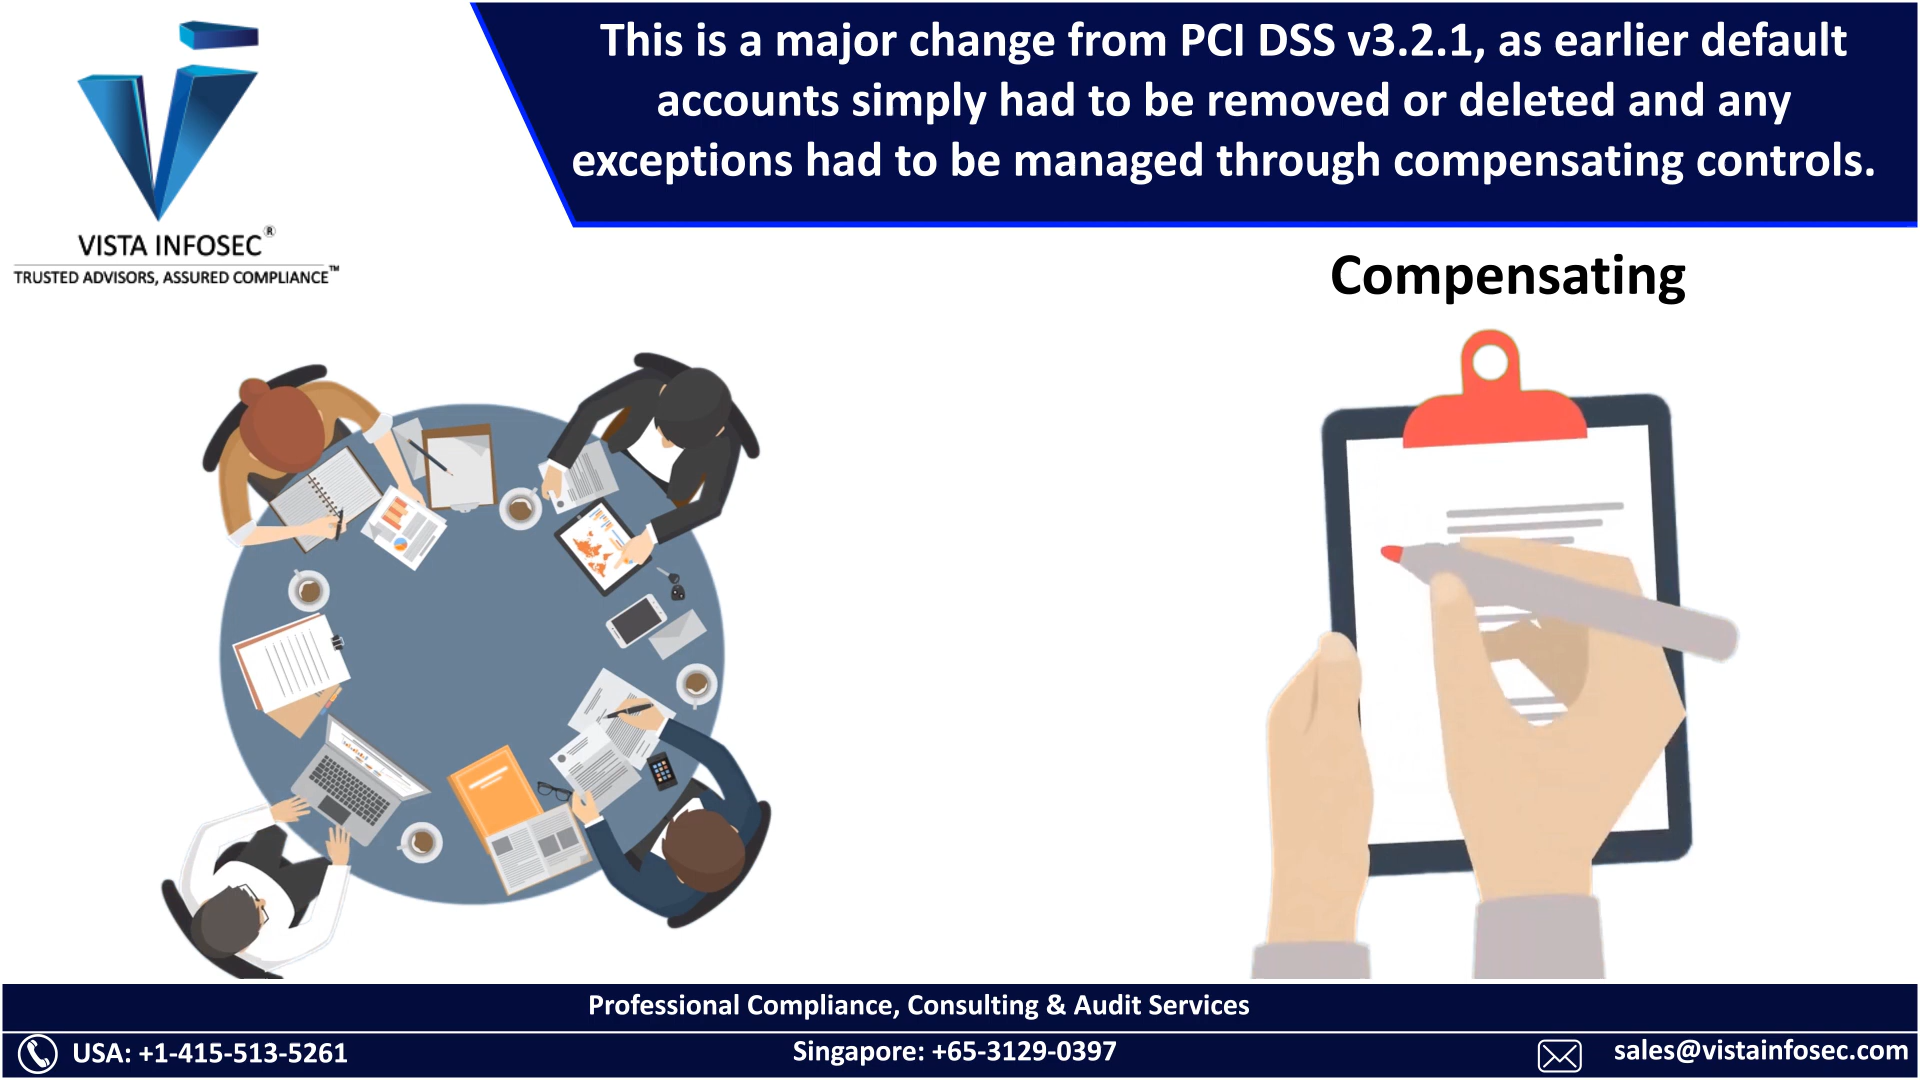 This is a major change from PCI DSS v3.2.1, as earlier default
accounts simply had to be removed or deleted and any
exceptions had to be managed through compensating controls.
VISTA INFOSEC®
TRUSTED ADVISORS, ASSURED COMPLIANCE™
Compensating
Professional Compliance, Consulting & Audit Services
USA: +1-415-513-5261
Singapore: +65-3129-0397
sales@vistainfosec.com